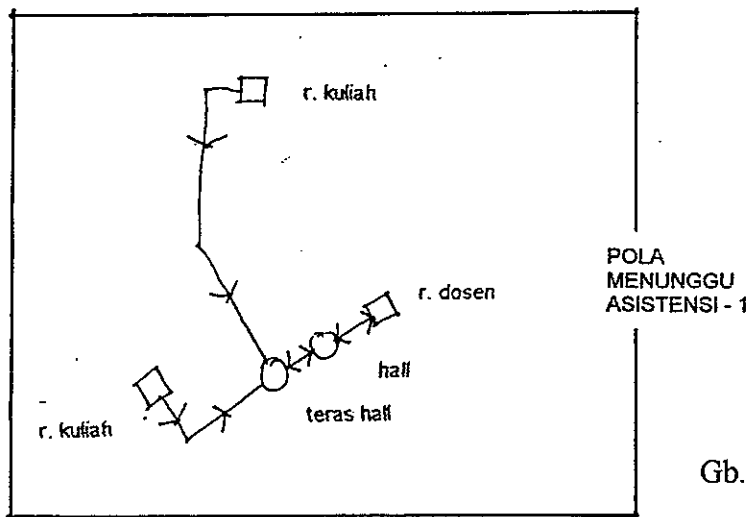 r. kuliah
POLA
MENUNGGU
ASISTENSI - 1
r. dosen
hall
teras hall
r. kuliah
Gb.